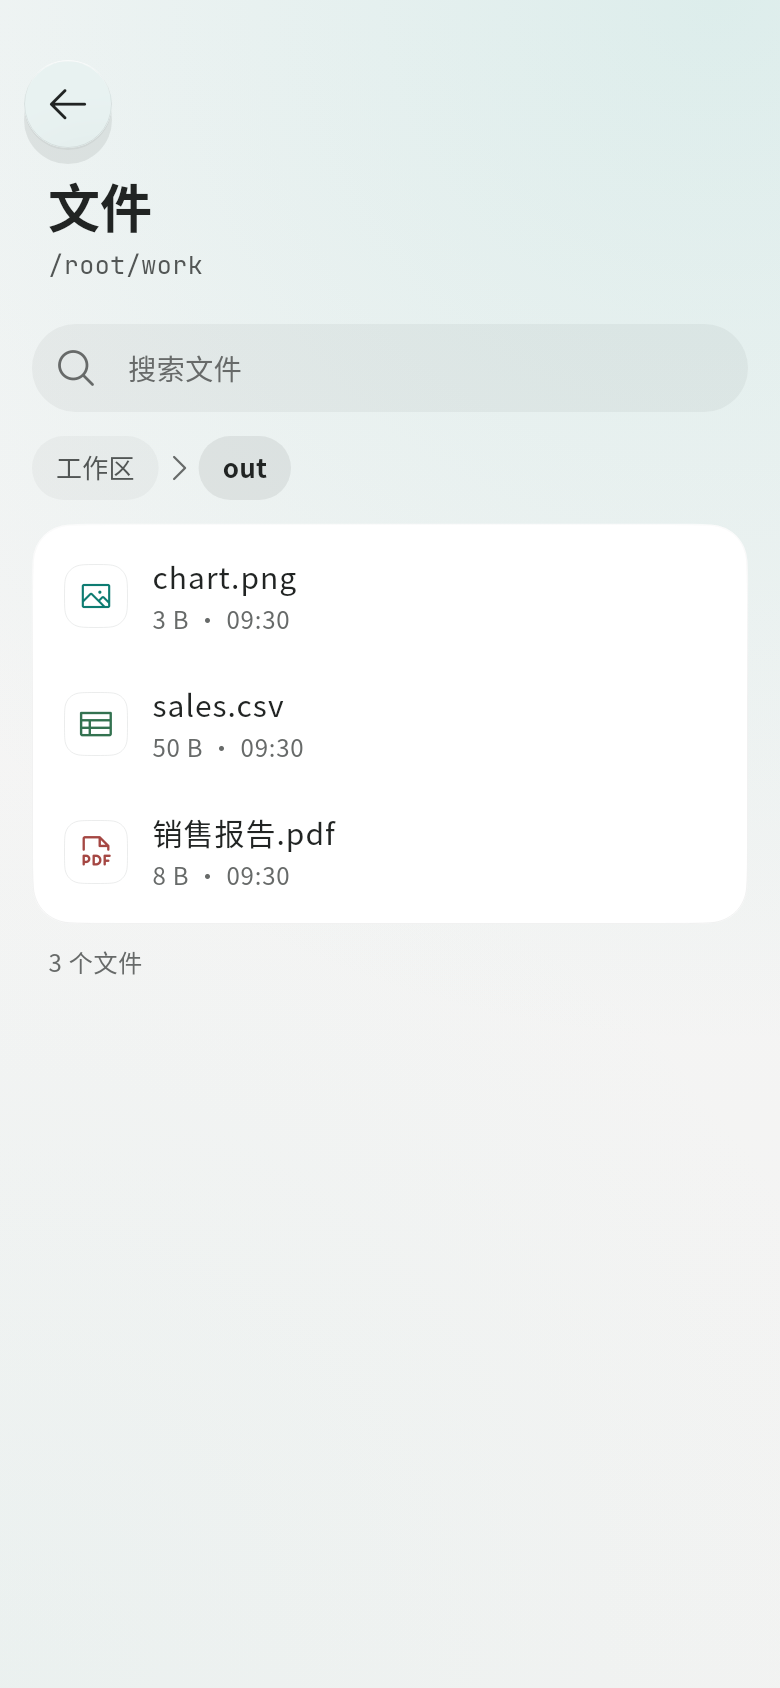 文件
/root/work
搜索文件
工作区
out
chart.png
3 B • 09:30
sales.csv
50 B • 09:30
PDF
销售报告.pdf
8 B • 09:30
3 个文件